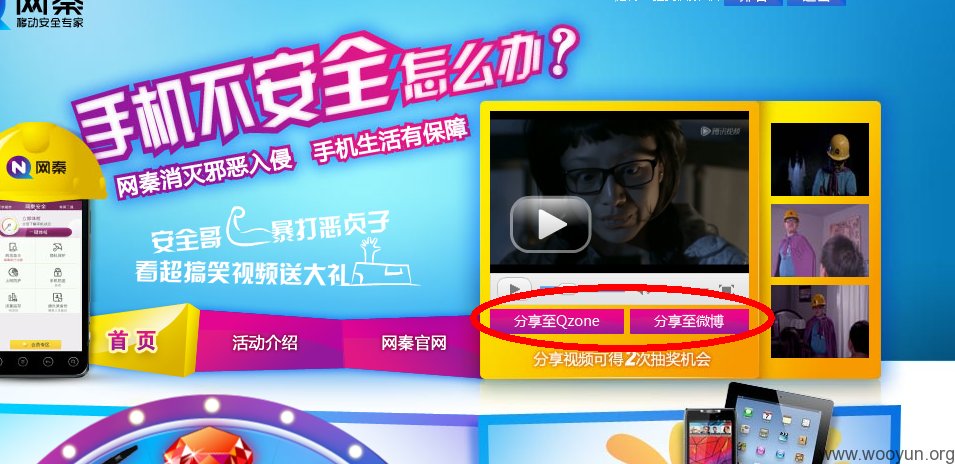 网秦
移动安全专家
手机不安全怎么办?
网秦消灭邪恶入侵 手机生活有保障
网秦
安全哥 暴打恶贞子
看超搞笑视频送大礼
腾讯视频
分享至Qzone 分享至微博
分享视频可得2次抽奖机会
首页 活动介绍 网秦官网
www.wooyun.org